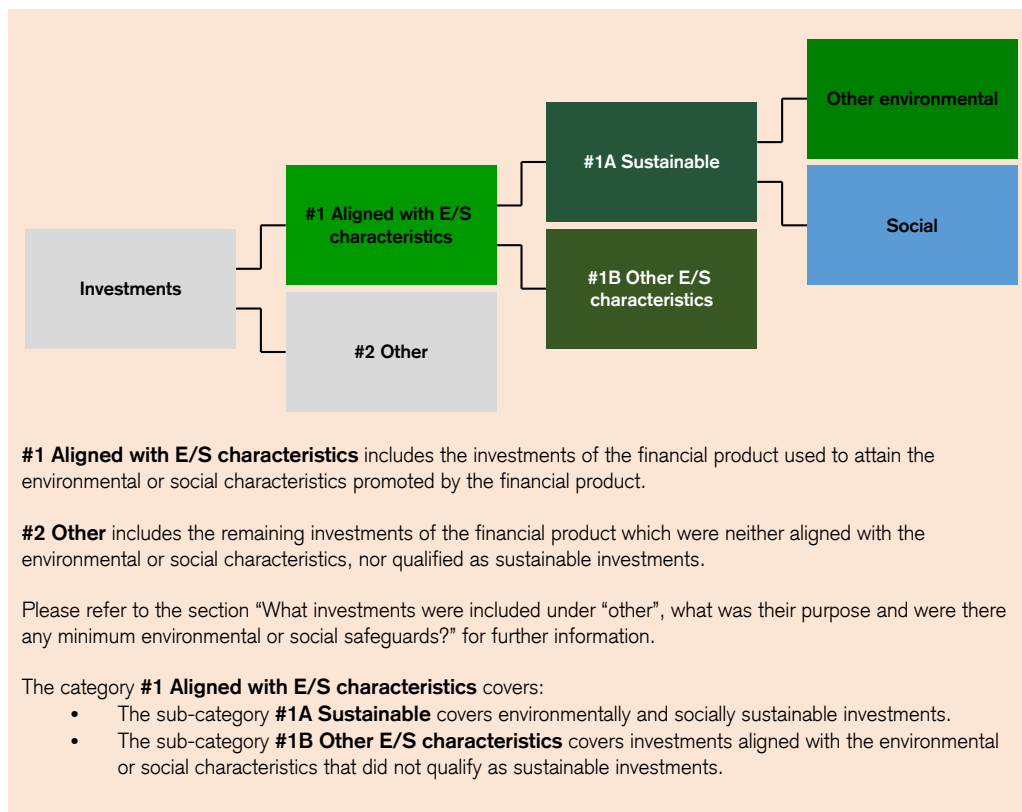 Other environmental
#1A Sustainable
#1 Aligned with E/S
characteristics
Social
Investments
#1B Other E/S
characteristics
#2 Other
#1 Aligned with E/S characteristics includes the investments of the financial product used to attain the
environmental or social characteristics promoted by the financial product.
#2 Other includes the remaining investments of the financial product which were neither aligned with the
environmental or social characteristics, nor qualified as sustainable investments.
Please refer to the section “What investments were included under “other”, what was their purpose and were there
any minimum environmental or social safeguards?” for further information.
The category #1 Aligned with E/S characteristics covers:
• The sub-category #1A Sustainable covers environmentally and socially sustainable investments.
• The sub-category #1B Other E/S characteristics covers investments aligned with the environmental
or social characteristics that did not qualify as sustainable investments.